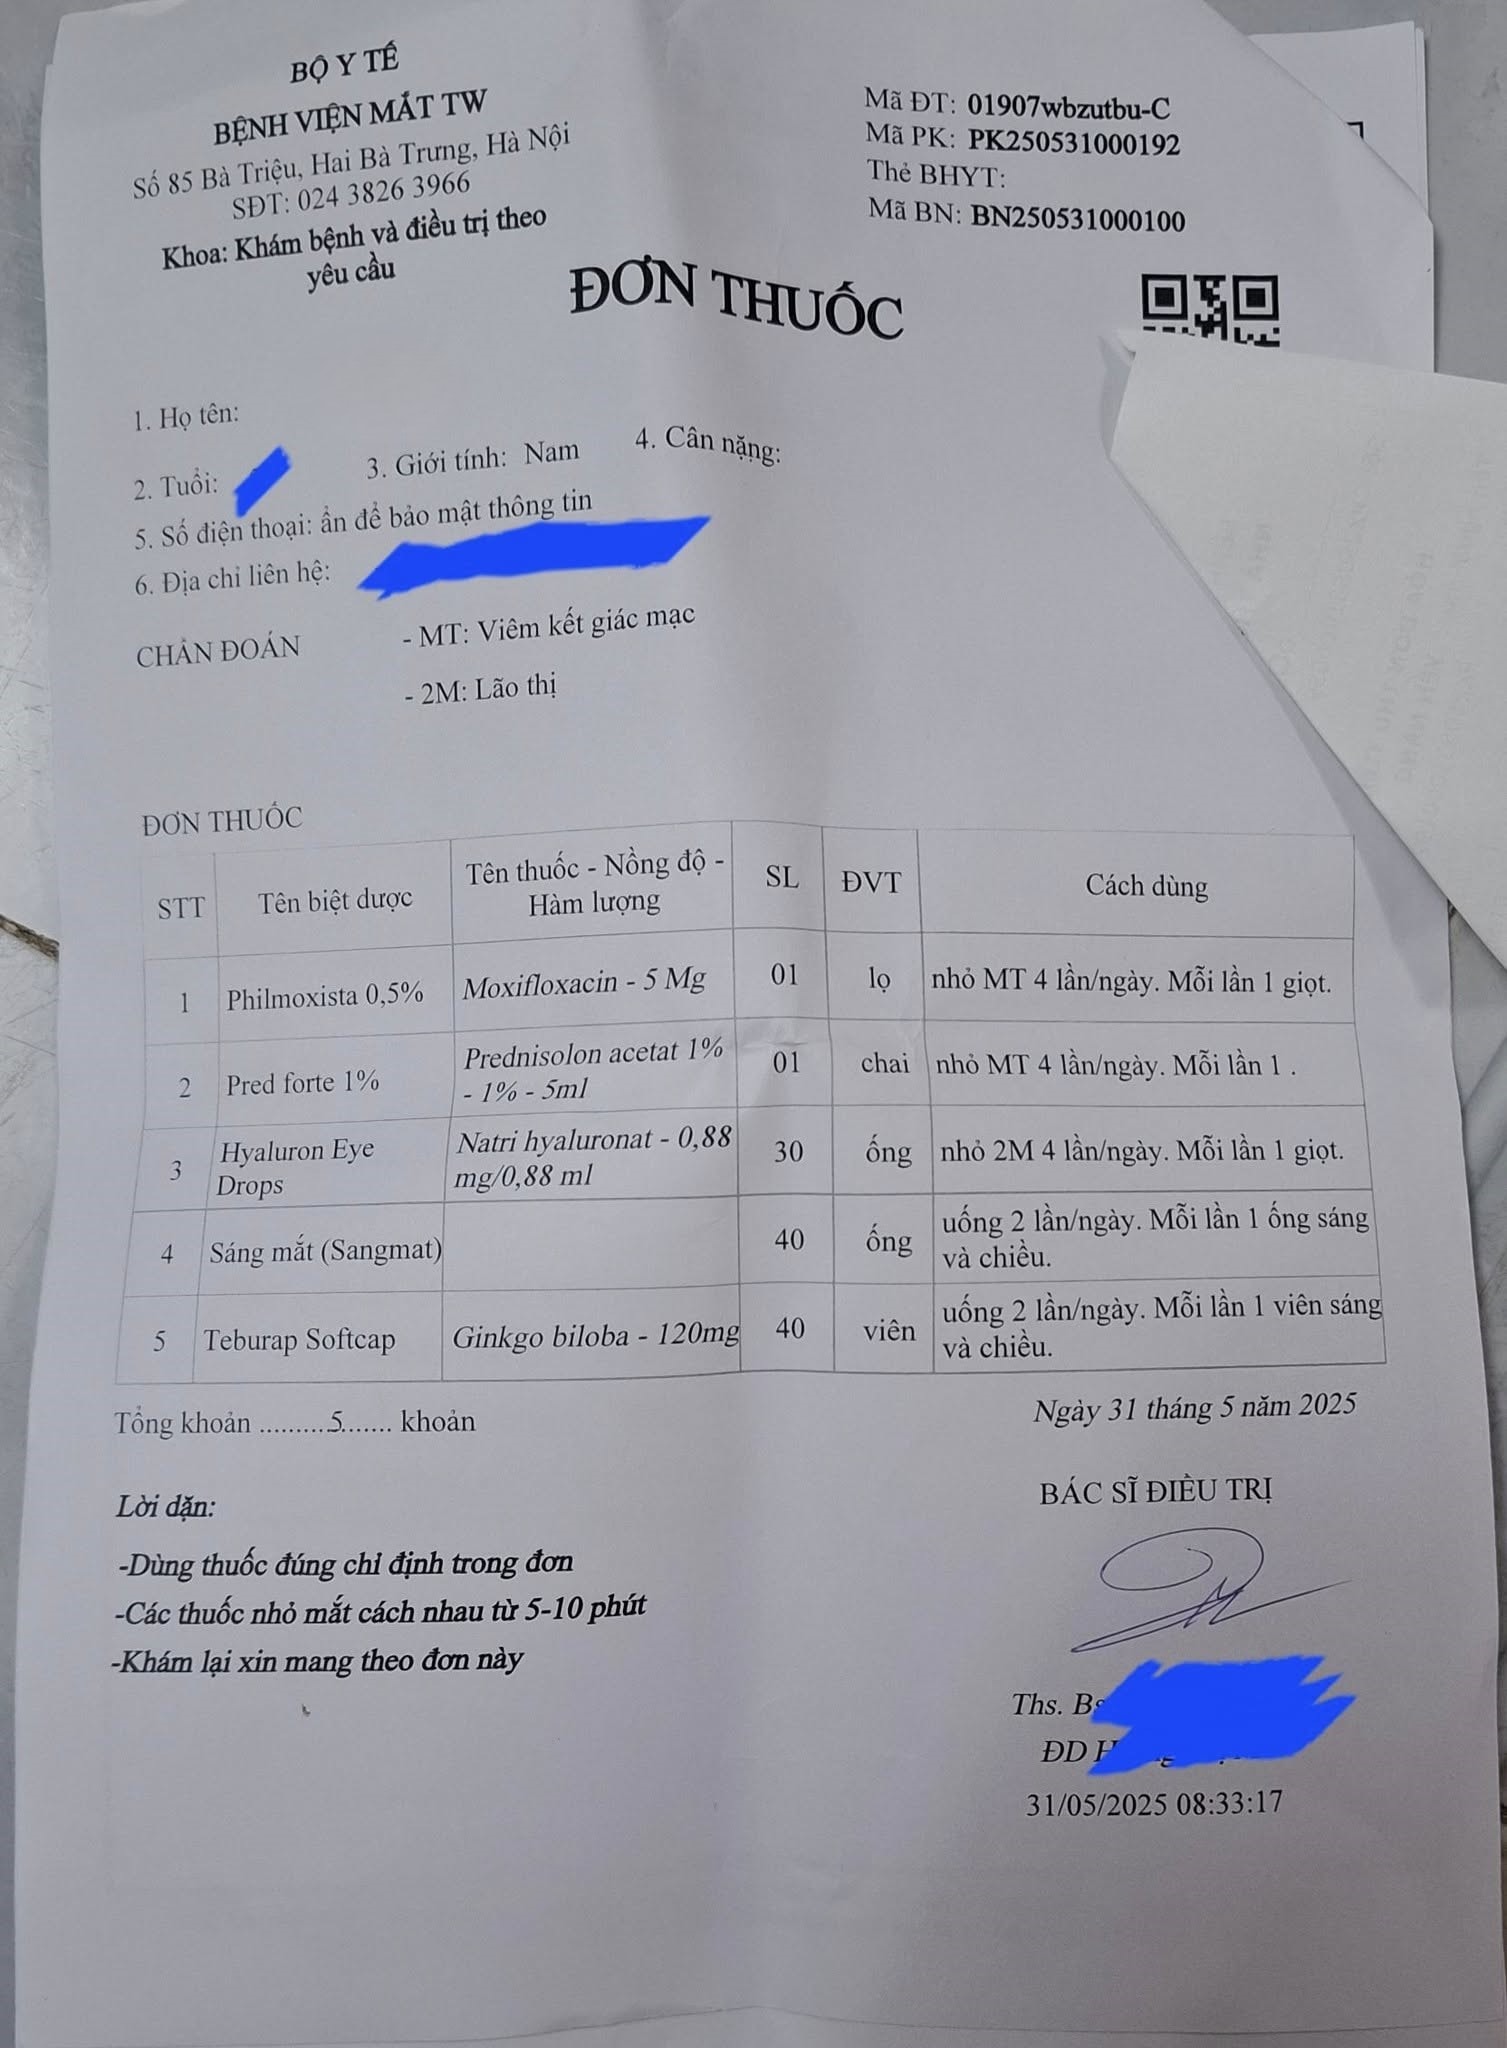 BỘ Y TẾ
BỆNH VIỆN MẮT TW
Số 85 Bà Triệu, Hai Bà Trưng, Hà Nội
SĐT: 024 3826 3966
Khoa: Khám bệnh và điều trị theo
yêu cầu
Mã ĐT: 01907wbzutbu-C
Mã PK: PK250531000192
Thẻ BHYT:
Mã BN: BN250531000100
ĐƠN THUỐC
1. Họ tên:
2. Tuổi: 3. Giới tính: Nam 4. Cân nặng:
5. Số điện thoại: ẩn để bảo mật thông tin
6. Địa chỉ liên hệ:
CHẨN ĐOÁN - MT: Viêm kết giác mạc
- 2M: Lão thị
ĐƠN THUỐC
STT Tên biệt dược Tên thuốc - Nồng độ - Hàm lượng SL ĐVT Cách dùng
1 Philmoxista 0,5% Moxifloxacin - 5 Mg 01 lọ nhỏ MT 4 lần/ngày. Mỗi lần 1 giọt.
2 Pred forte 1% Prednisolon acetat 1% - 1% - 5ml 01 chai nhỏ MT 4 lần/ngày. Mỗi lần 1 .
3 Hyaluron Eye Drops Natri hyaluronat - 0,88 mg/0,88 ml 30 ống nhỏ 2M 4 lần/ngày. Mỗi lần 1 giọt.
4 Sáng mắt (Sangmat) 40 ống uống 2 lần/ngày. Mỗi lần 1 ống sáng và chiều.
5 Teburap Softcap Ginkgo biloba - 120mg 40 viên uống 2 lần/ngày. Mỗi lần 1 viên sáng và chiều.
Tổng khoản ..........5....... khoản
Ngày 31 tháng 5 năm 2025
BÁC SĨ ĐIỀU TRỊ
Lời dặn:
-Dùng thuốc đúng chỉ định trong đơn
-Các thuốc nhỏ mắt cách nhau từ 5-10 phút
-Khám lại xin mang theo đơn này
Ths.
ĐD
31/05/2025 08:33:17